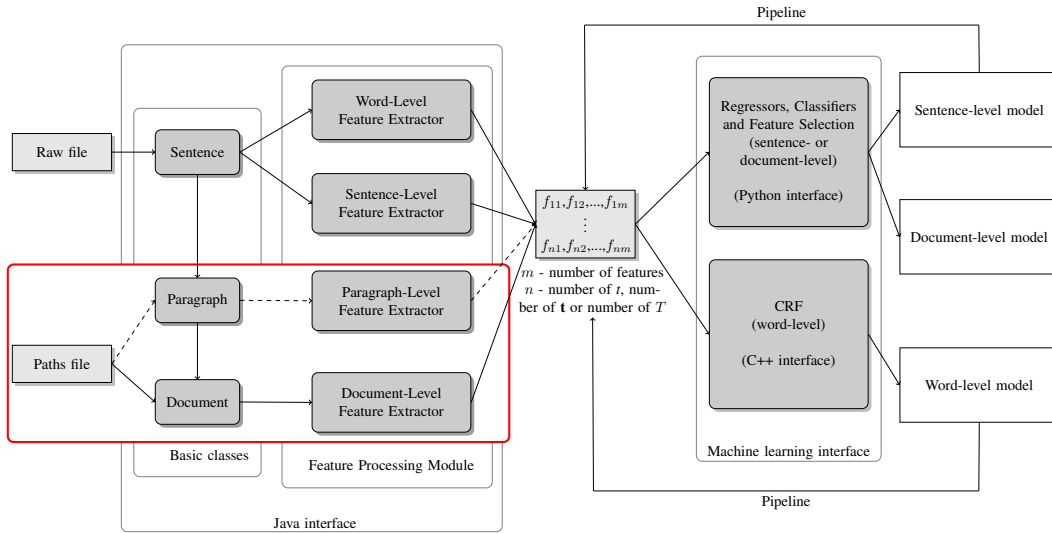 Pipeline
Raw file
Sentence
Word-Level
Feature Extractor
Sentence-Level
Feature Extractor
Paths file
Paragraph
Document
Paragraph-Level
Feature Extractor
Document-Level
Feature Extractor
Basic classes
Feature Processing Module
Java interface
f11,f12,...,f1m
⋮
fn1,fn2,...,fnm
m - number of features
n - number of t, num-
ber of t or number of T
Regressors, Classifiers
and Feature Selection
(sentence- or
document-level)
(Python interface)
CRF
(word-level)
(C++ interface)
Machine learning interface
Sentence-level model
Document-level model
Word-level model
Pipeline